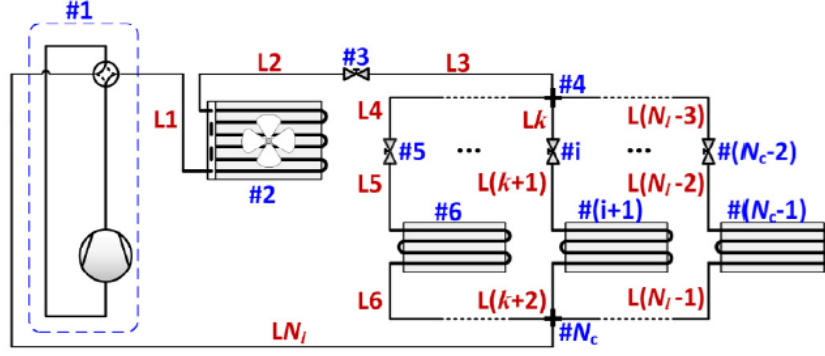 #1
L2
#3
L3
#4
L1
L4
Lk
L(Nl-3)
#5
...
#i
...
#(Nc-2)
#2
L5
L(k+1)
L(Nl-2)
#6
#(i+1)
#(Nc-1)
L6
L(k+2)
L(Nl-1)
LNl
#Nc